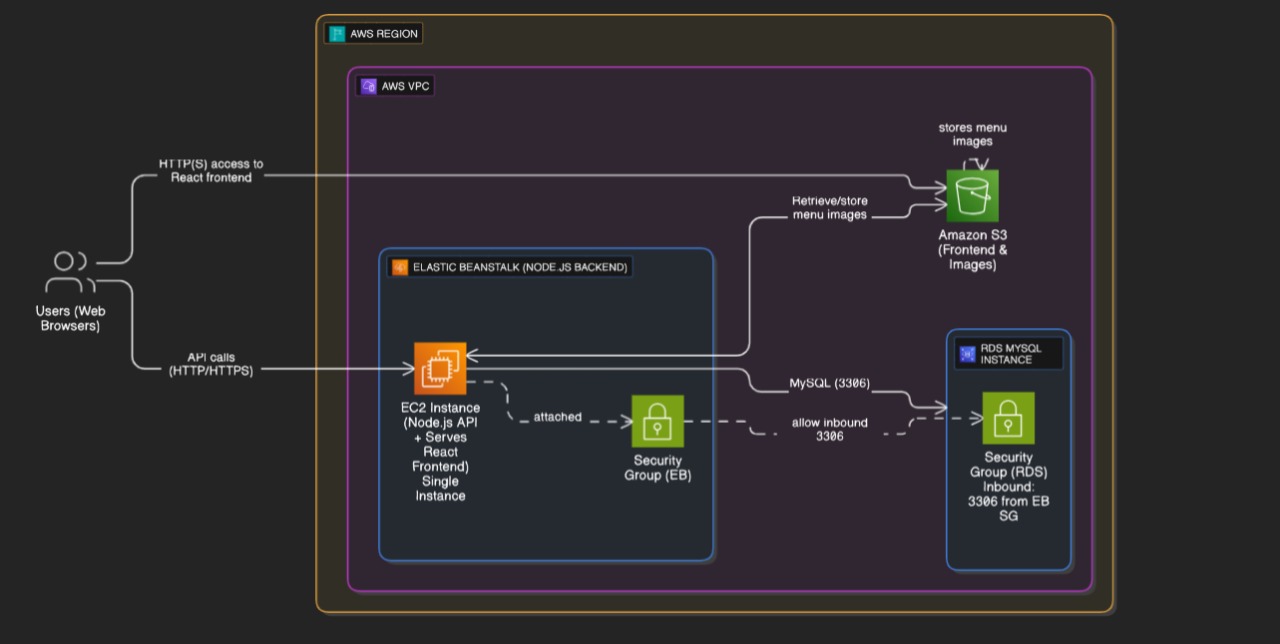 AWS REGION
AWS VPC
stores menu
images
HTTP(S) access to
React frontend
Retrieve/store
menu images
Amazon S3
(Frontend &
Images)
ELASTIC BEANSTALK (NODE.JS BACKEND)
Users (Web
Browsers)
API calls
(HTTP/HTTPS)
RDS MYSQL
INSTANCE
MySQL (3306)
EC2 Instance
(Node.js API
+ Serves
React
Frontend)
Single
Instance
attached
allow inbound
3306
Security
Group (EB)
Security
Group (RDS)
Inbound:
3306 from EB
SG